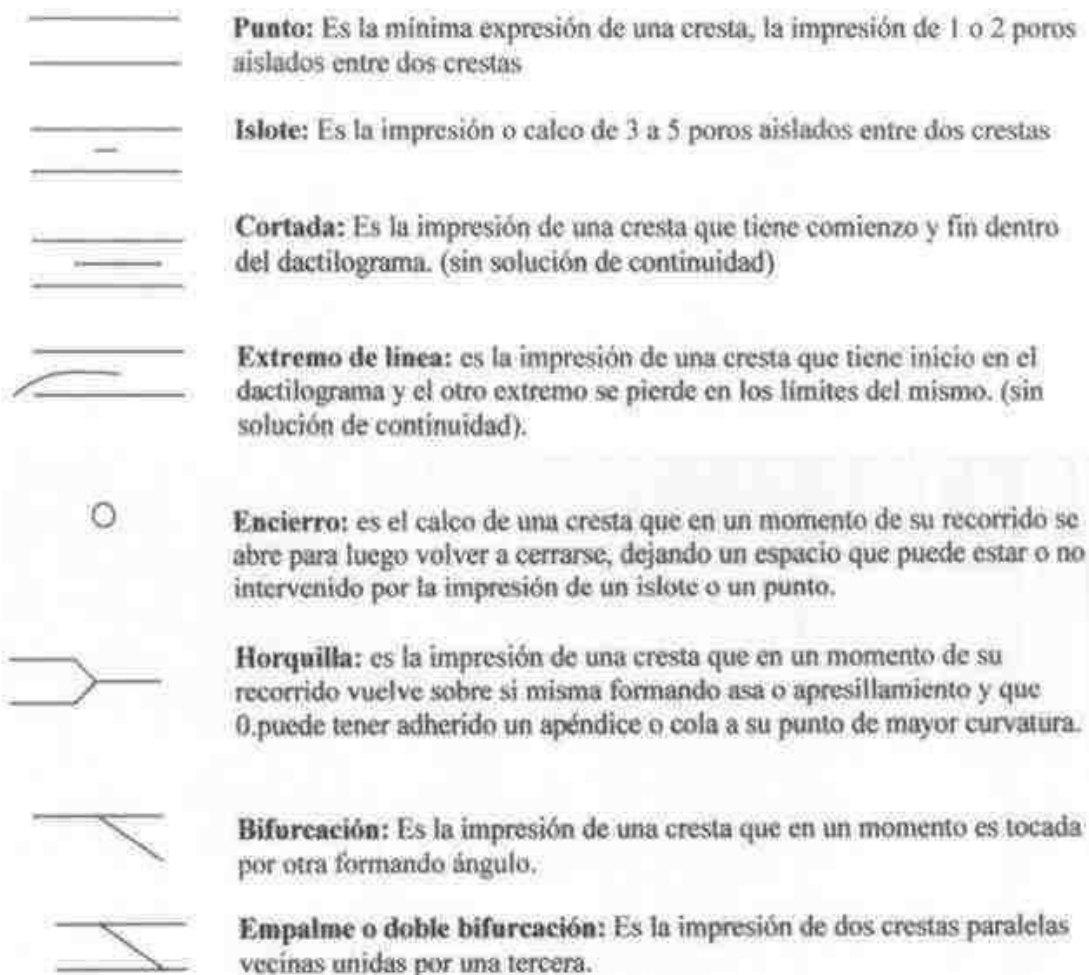 Punto: Es la mínima expresión de una cresta, la impresión de 1 o 2 poros
aislados entre dos crestas
Islote: Es la impresión o calco de 3 a 5 poros aislados entre dos crestas
Cortada: Es la impresión de una cresta que tiene comienzo y fin dentro
del dactilograma. (sin solución de continuidad)
Extremo de línea: es la impresión de una cresta que tiene inicio en el
dactilograma y el otro extremo se pierde en los límites del mismo. (sin
solución de continuidad).
Encierro: es el calco de una cresta que en un momento de su recorrido se
abre para luego volver a cerrarse, dejando un espacio que puede estar o no
intervenido por la impresión de un islote o un punto.
Horquilla: es la impresión de una cresta que en un momento de su
recorrido vuelve sobre si misma formando asa o apresillamiento y que
0.puede tener adherido un apéndice o cola a su punto de mayor curvatura.
Bifurcación: Es la impresión de una cresta que en un momento es tocada
por otra formando ángulo.
Empalme o doble bifurcación: Es la impresión de dos crestas paralelas
vecinas unidas por una tercera.